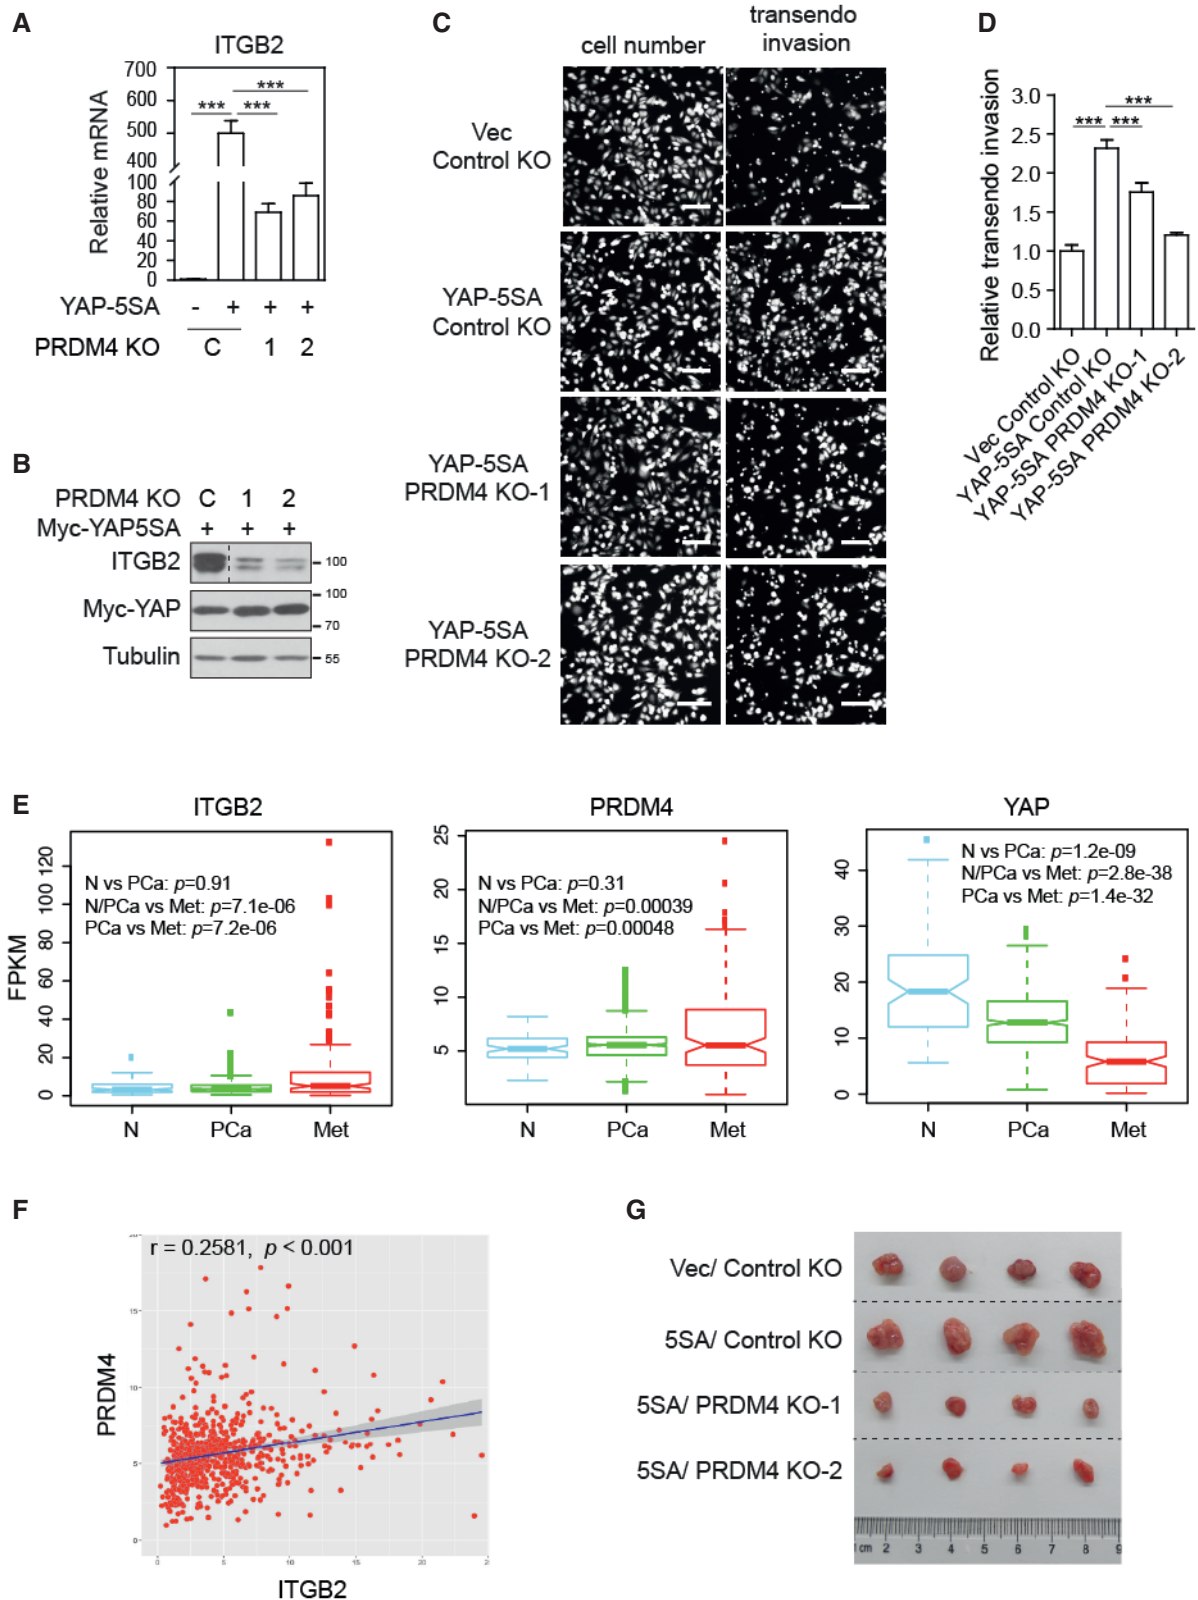 A
ITGB2
Relative mRNA
700
600
500
400
100
80
60
40
20
0
***
*** ***
YAP-5SA - + + +
PRDM4 KO C 1 2
B
PRDM4 KO C 1 2
Myc-YAP5SA + + +
ITGB2
100
Myc-YAP
100
70
Tubulin
55
C
cell number
transendo
invasion
Vec
Control KO
YAP-5SA
Control KO
YAP-5SA
PRDM4 KO-1
YAP-5SA
PRDM4 KO-2
D
Relative transendo invasion
3.0
2.5
2.0
1.5
1.0
0.5
0.0
***
*** ***
Vec Control KO
YAP-5SA Control KO
YAP-5SA PRDM4 KO-1
YAP-5SA PRDM4 KO-2
E
ITGB2
FPKM
120
100
80
60
40
20
0
N vs PCa: p=0.91
N/PCa vs Met: p=7.1e-06
PCa vs Met: p=7.2e-06
N PCa Met
PRDM4
25
20
15
10
5
N vs PCa: p=0.31
N/PCa vs Met: p=0.00039
PCa vs Met: p=0.00048
N PCa Met
YAP
40
30
20
10
0
N vs PCa: p=1.2e-09
N/PCa vs Met: p=2.8e-38
PCa vs Met: p=1.4e-32
N PCa Met
F
r = 0.2581, p < 0.001
PRDM4
15
10
5
0
0 5 10 15 20
ITGB2
G
Vec/ Control KO
5SA/ Control KO
5SA/ PRDM4 KO-1
5SA/ PRDM4 KO-2
1 cm 2 3 4 5 6 7 8 9